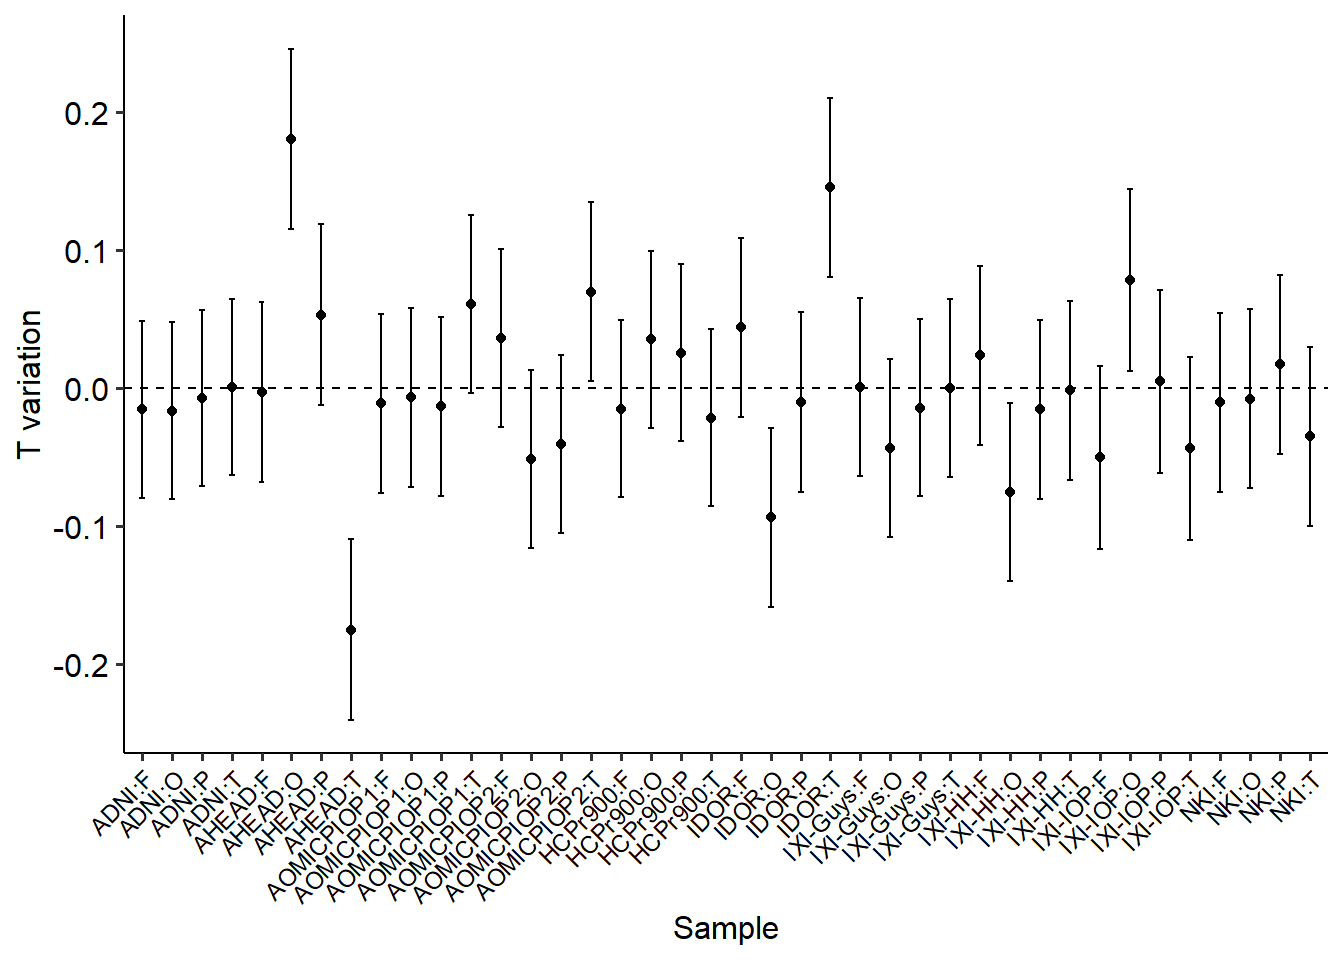 T variation
0.2
0.1
0.0
-0.1
-0.2
ADNI:F
ADNI:O
ADNI:P
ADNI:T
AHEAD:F
AHEAD:O
AHEAD:P
AHEAD:T
AOMICPIOP1:F
AOMICPIOP1:O
AOMICPIOP1:P
AOMICPIOP1:T
AOMICPIOP2:F
AOMICPIOP2:O
AOMICPIOP2:P
AOMICPIOP2:T
HCPr900:F
HCPr900:O
HCPr900:P
HCPr900:T
IDOR:F
IDOR:O
IDOR:P
IDOR:T
IXI-Guys:F
IXI-Guys:O
IXI-Guys:P
IXI-Guys:T
IXI-HH:F
IXI-HH:O
IXI-HH:P
IXI-HH:T
IXI-IOP:F
IXI-IOP:O
IXI-IOP:P
IXI-IOP:T
NKI:F
NKI:O
NKI:P
NKI:T
Sample